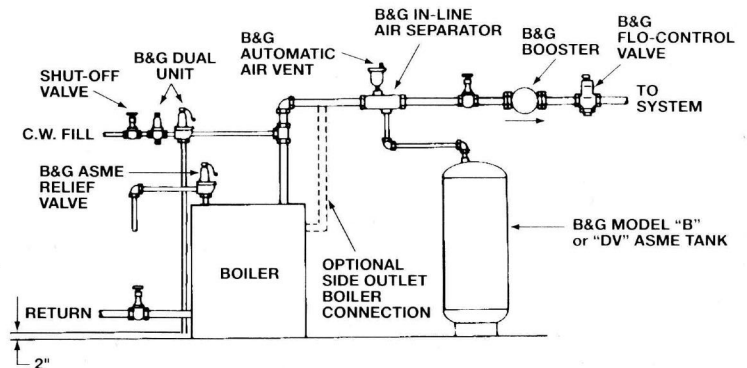 B&G IN-LINE
AIR SEPARATOR
B&G
AUTOMATIC
AIR VENT
B&G
BOOSTER
B&G
FLO-CONTROL
VALVE
SHUT-OFF
VALVE
B&G DUAL
UNIT
TO
SYSTEM
C.W. FILL
B&G ASME
RELIEF
VALVE
B&G MODEL “B”
or “DV” ASME TANK
BOILER
OPTIONAL
SIDE OUTLET
BOILER
CONNECTION
RETURN
2"